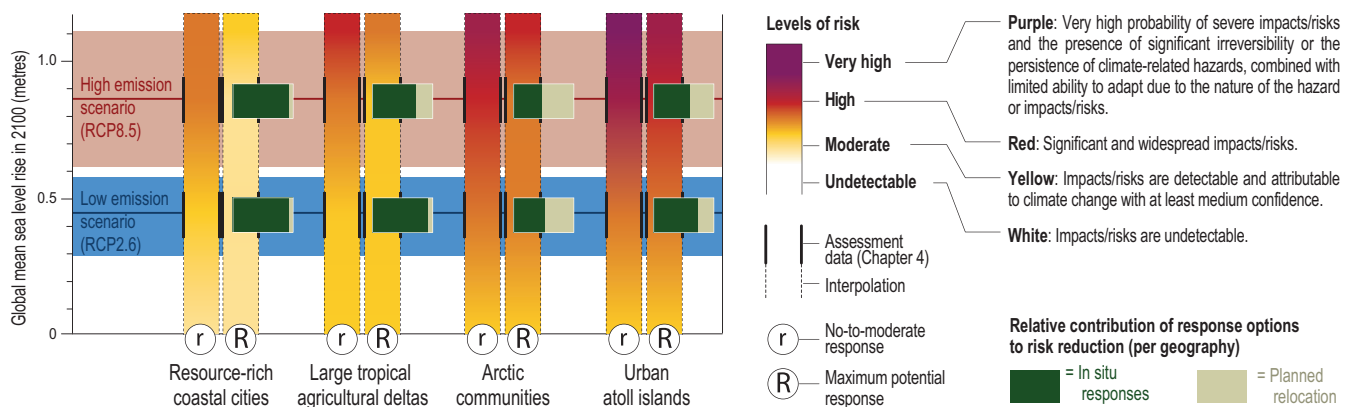 Global mean sea level rise in 2100 (metres)
1.0
0.5
0
High emission
scenario
(RCP8.5)
Low emission
scenario
(RCP2.6)
r
R
r
R
r
R
r
R
Resource-rich
coastal cities
Large tropical
agricultural deltas
Arctic
communities
Urban
atoll islands
Levels of risk
Very high
High
Moderate
Undetectable
Assessment
data (Chapter 4)
Interpolation
r
No-to-moderate
response
R
Maximum potential
response
Purple: Very high probability of severe impacts/risks
and the presence of significant irreversibility or the
persistence of climate-related hazards, combined with
limited ability to adapt due to the nature of the hazard
or impacts/risks.
Red: Significant and widespread impacts/risks.
Yellow: Impacts/risks are detectable and attributable
to climate change with at least medium confidence.
White: Impacts/risks are undetectable.
Relative contribution of response options
to risk reduction (per geography)
= In situ
responses
= Planned
relocation